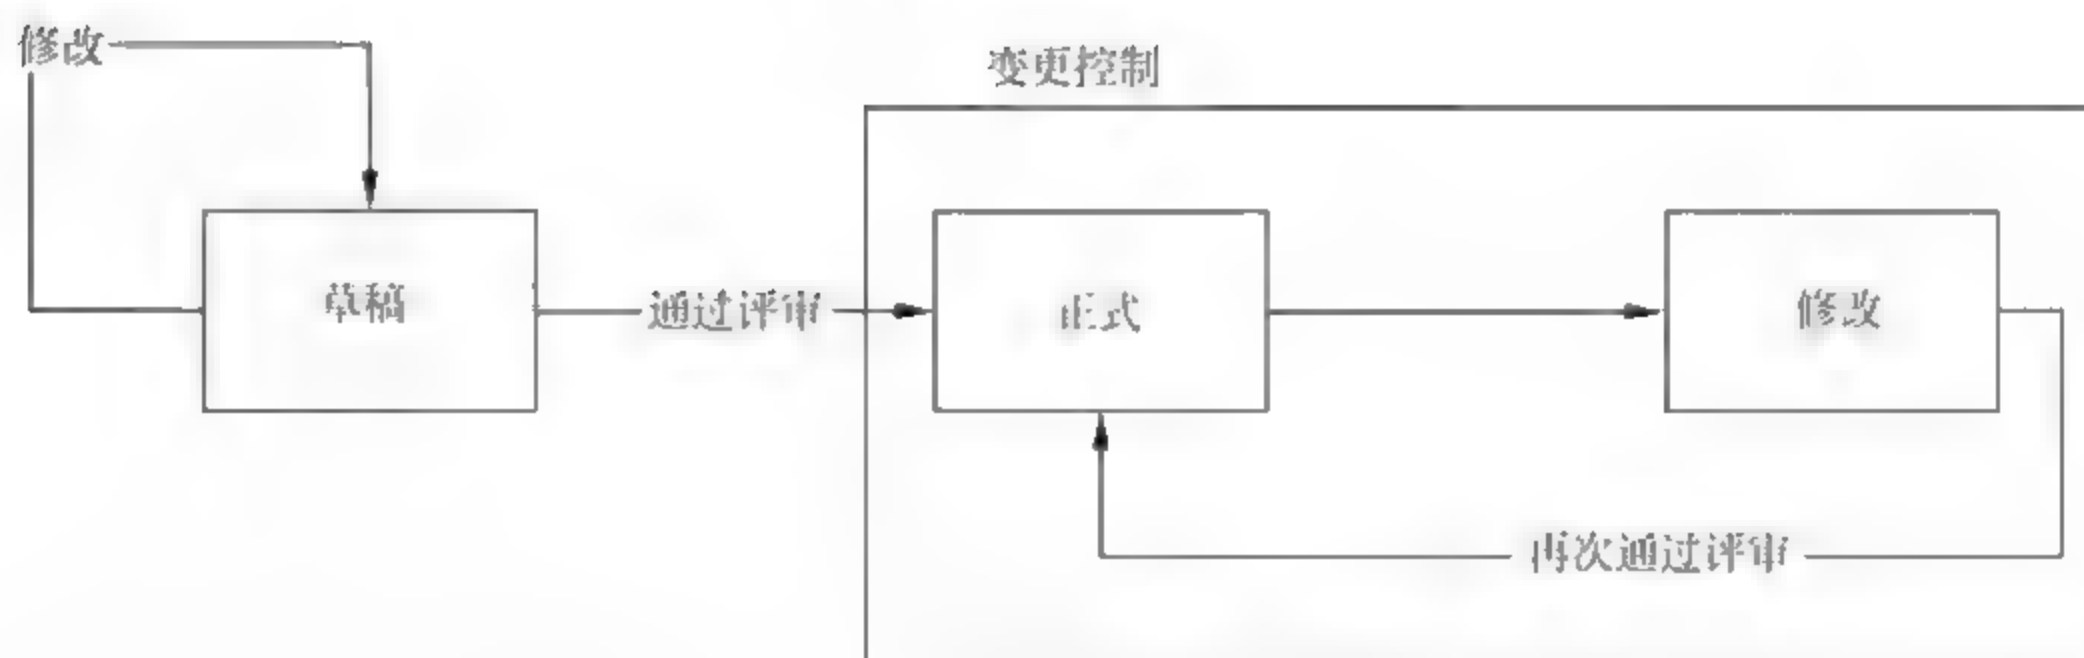 修改
变更控制
草稿
通过评审
正式
修改
再次通过评审